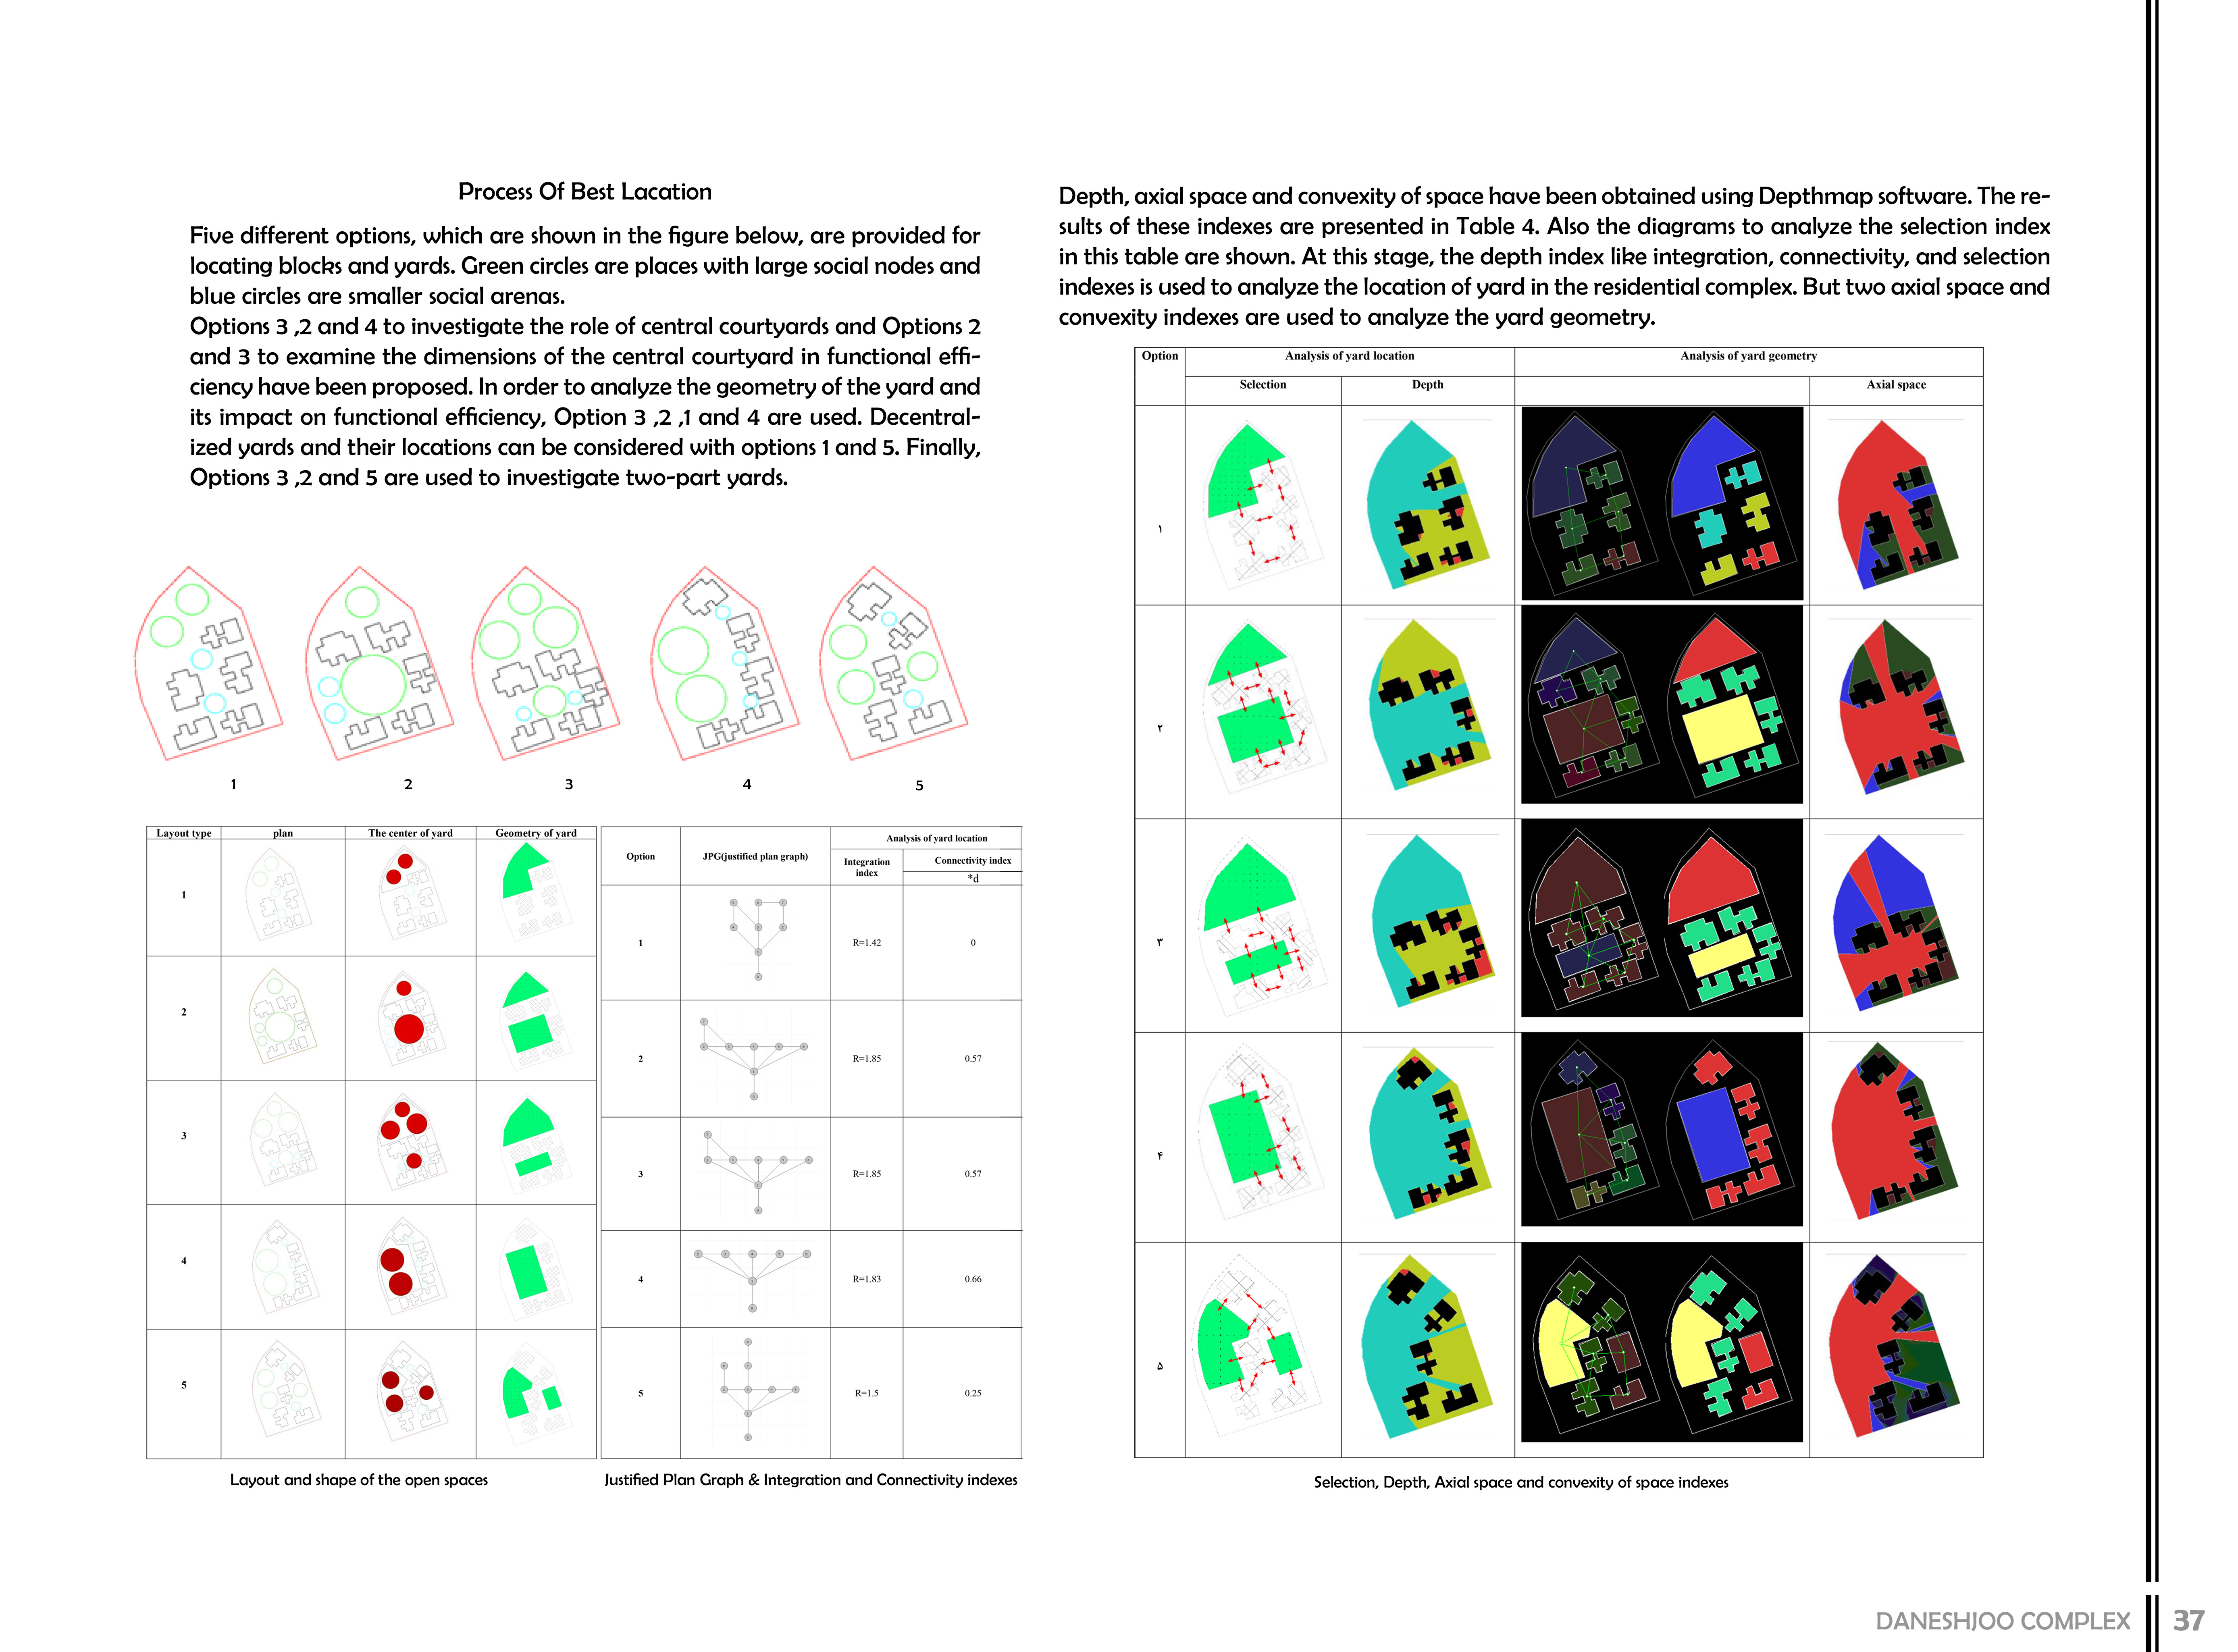 Process Of Best Lacation
Five different options, which are shown in the figure below, are provided for
locating blocks and yards. Green circles are places with large social nodes and
blue circles are smaller social arenas.
Options 3 ,2 and 4 to investigate the role of central courtyards and Options 2
and 3 to examine the dimensions of the central courtyard in functional effi-
ciency have been proposed. In order to analyze the geometry of the yard and
its impact on functional efficiency, Option 3 ,2 ,1 and 4 are used. Decentral-
ized yards and their locations can be considered with options 1 and 5. Finally,
Options 3 ,2 and 5 are used to investigate two-part yards.
1 2 3 4 5
Layout type plan The center of yard Geometry of yard
1
2
3
4
5
Layout and shape of the open spaces
Option JPG(justified plan graph) Analysis of yard location
Integration index Connectivity index
*d
1 R=1.42 0
2 R=1.85 0.57
3 R=1.85 0.57
4 R=1.83 0.66
5 R=1.5 0.25
Justified Plan Graph & Integration and Connectivity indexes
Depth, axial space and convexity of space have been obtained using Depthmap software. The re-
sults of these indexes are presented in Table 4. Also the diagrams to analyze the selection index
in this table are shown. At this stage, the depth index like integration, connectivity, and selection
indexes is used to analyze the location of yard in the residential complex. But two axial space and
convexity indexes are used to analyze the yard geometry.
Option Analysis of yard location Analysis of yard geometry
Selection Depth Axial space
۱
۲
۳
۴
۵
Selection, Depth, Axial space and convexity of space indexes
DANESHJOO COMPLEX 37